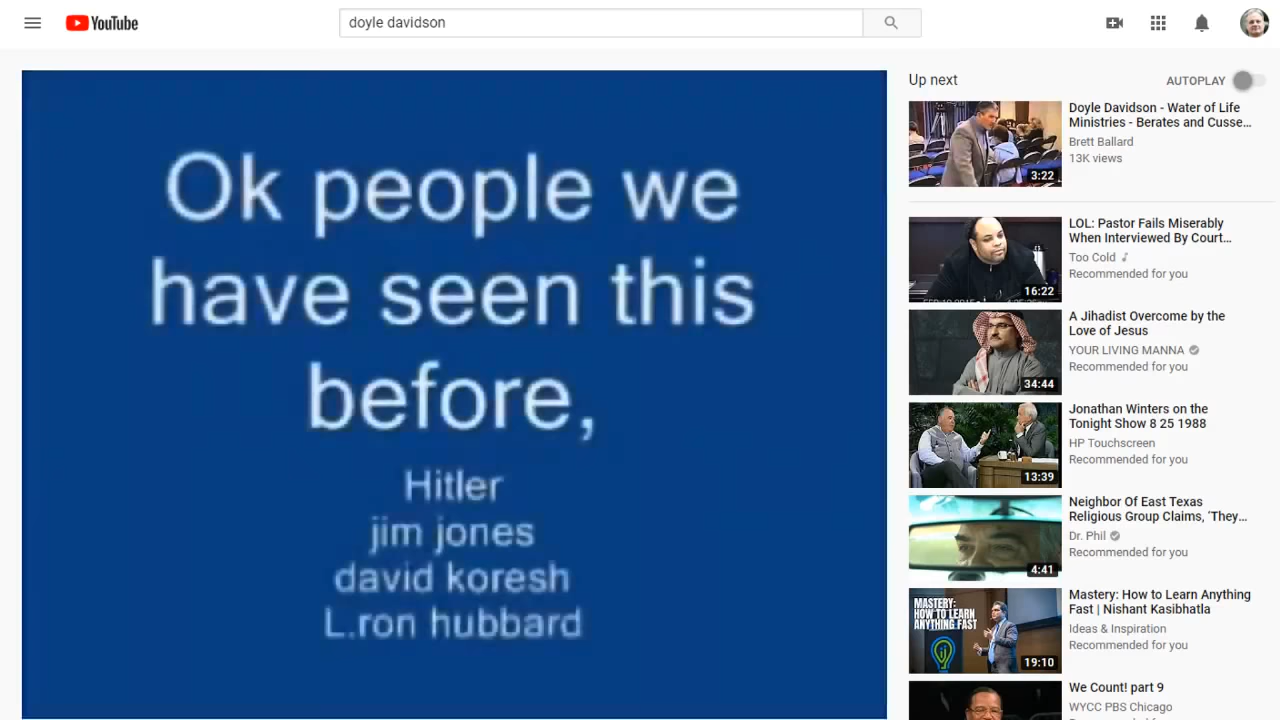 YouTube
doyle davidson
Ok people we
have seen this
before,
Hitler
jim jones
david koresh
L.ron hubbard
Up next
AUTOPLAY
3:22
Doyle Davidson - Water of Life
Ministries - Berates and Cusse…
Brett Ballard
13K views
16:22
LOL: Pastor Fails Miserably
When Interviewed By Court…
Too Cold
Recommended for you
34:44
A Jihadist Overcome by the
Love of Jesus
YOUR LIVING MANNA
Recommended for you
13:39
Jonathan Winters on the
Tonight Show 8 25 1988
HP Touchscreen
Recommended for you
4:41
Neighbor Of East Texas
Religious Group Claims, ‘They…
Dr. Phil
Recommended for you
MASTERY:
HOW TO LEARN
ANYTHING FAST
19:10
Mastery: How to Learn Anything
Fast | Nishant Kasibhatla
Ideas & Inspiration
Recommended for you
We Count! part 9
WYCC PBS Chicago